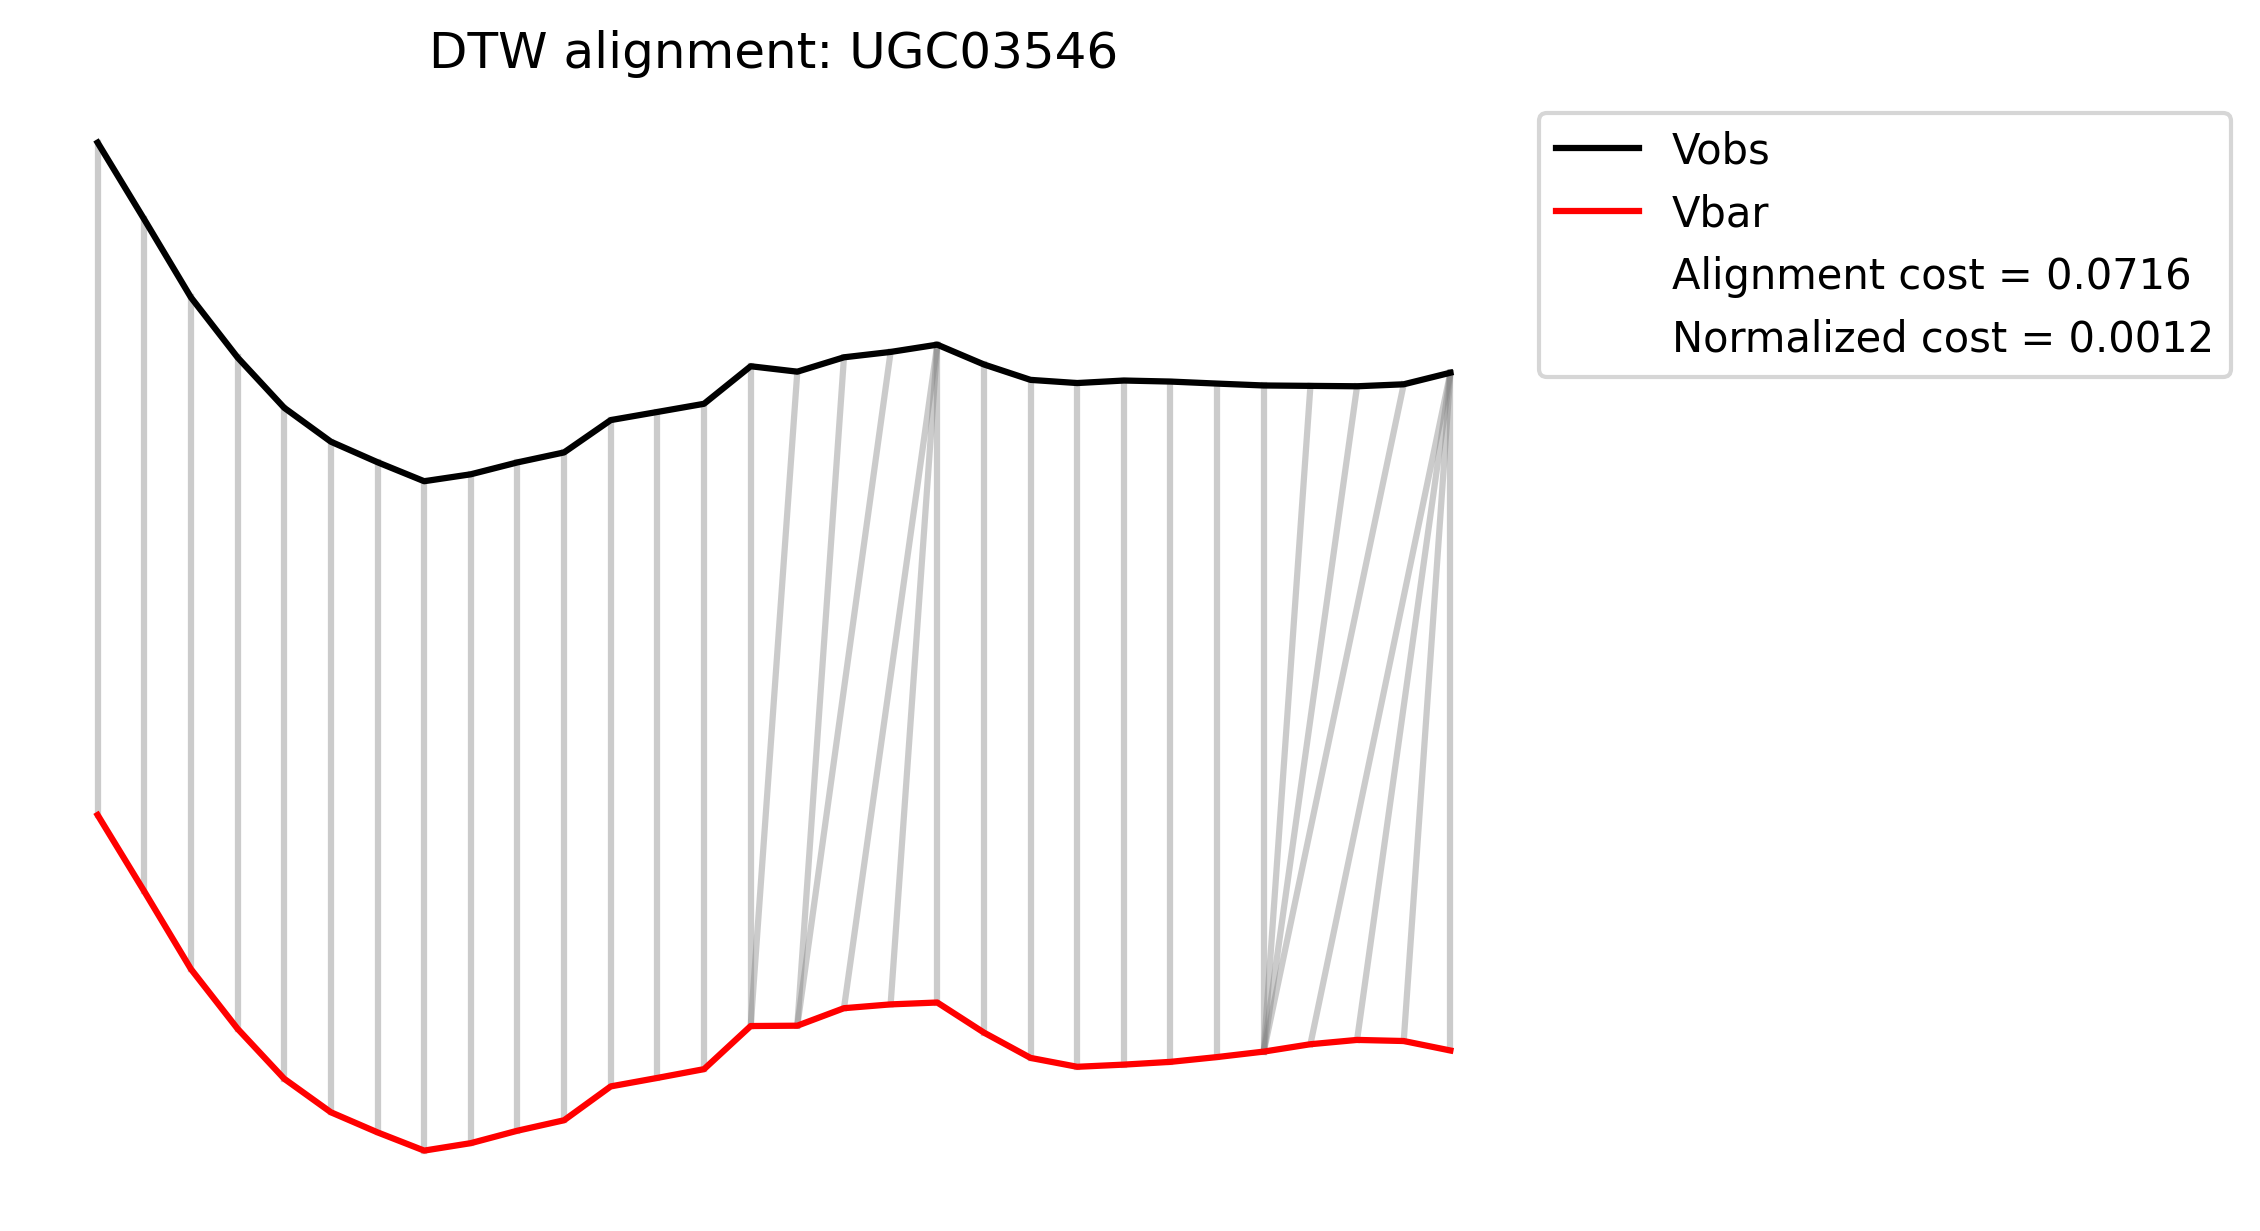 DTW alignment: UGC03546
Vobs
Vbar
Alignment cost = 0.0716
Normalized cost = 0.0012